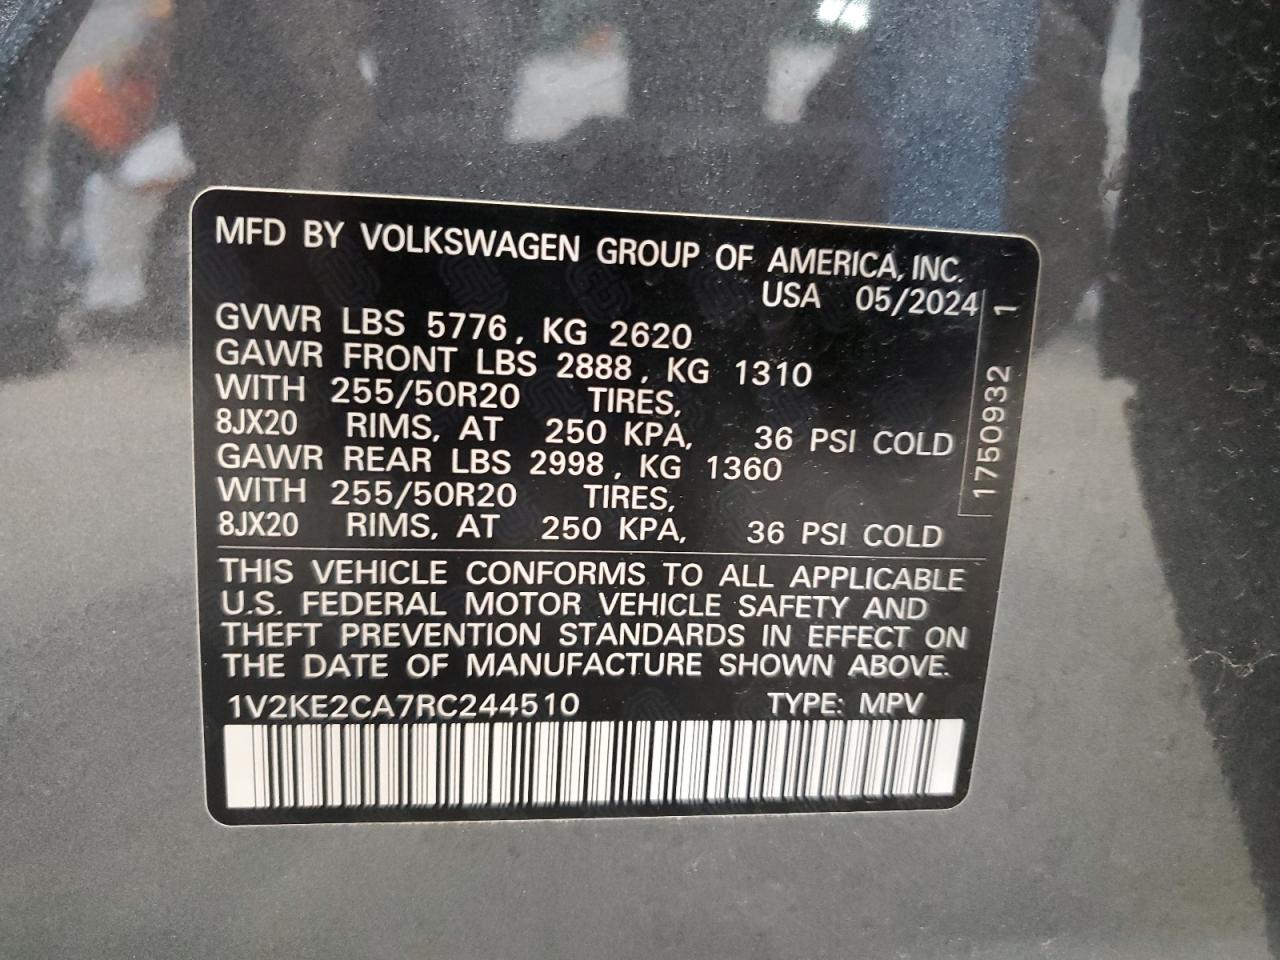 MFD BY VOLKSWAGEN GROUP OF AMERICA, INC.
USA 05/2024
GVWR LBS 5776, KG 2620
GAWR FRONT LBS 2888, KG 1310
WITH 255/50R20 TIRES,
8JX20 RIMS, AT 250 KPA, 36 PSI COLD
GAWR REAR LBS 2998, KG 1360
WITH 255/50R20 TIRES,
8JX20 RIMS, AT 250 KPA, 36 PSI COLD
1750932 1
THIS VEHICLE CONFORMS TO ALL APPLICABLE
U.S. FEDERAL MOTOR VEHICLE SAFETY AND
THEFT PREVENTION STANDARDS IN EFFECT ON
THE DATE OF MANUFACTURE SHOWN ABOVE.
1V2KE2CA7RC244510 TYPE: MPV